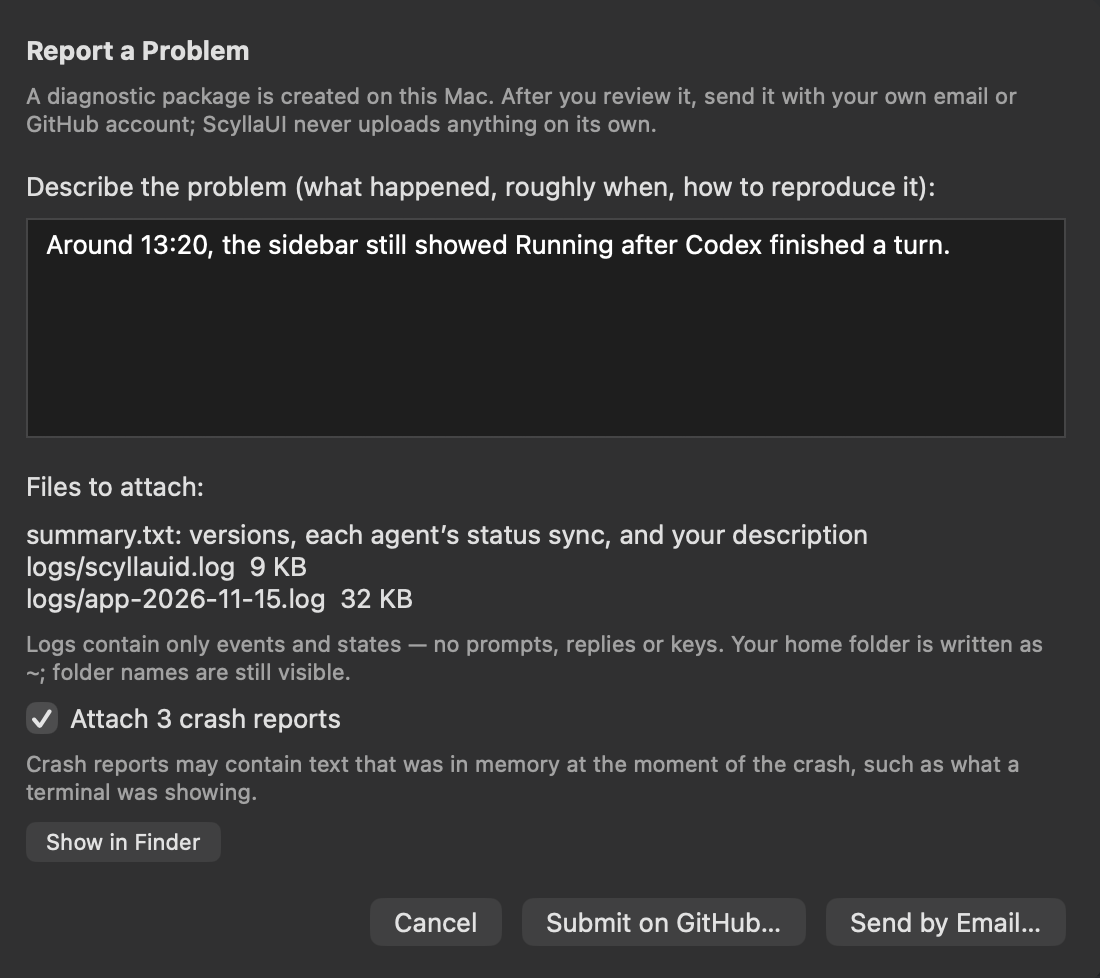 Report a Problem
A diagnostic package is created on this Mac. After you review it, send it with your own email or
GitHub account; ScyllaUI never uploads anything on its own.
Describe the problem (what happened, roughly when, how to reproduce it):
Around 13:20, the sidebar still showed Running after Codex finished a turn.
Files to attach:
summary.txt: versions, each agent’s status sync, and your description
logs/scyllauid.log  9 KB
logs/app-2026-11-15.log  32 KB
Logs contain only events and states — no prompts, replies or keys. Your home folder is written as
~; folder names are still visible.
Attach 3 crash reports
Crash reports may contain text that was in memory at the moment of the crash, such as what a
terminal was showing.
Show in Finder
Cancel
Submit on GitHub...
Send by Email...